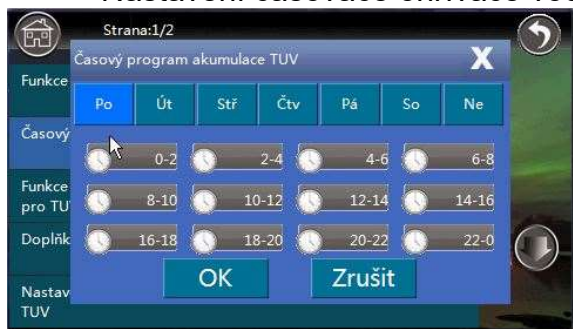 Strana:1/2
Časový program akumulace TUV X
Funkce
Po Út Stř Čtv Pá So Ne
Časový
0-2 2-4 4-6 6-8
Funkce
pro TU
8-10 10-12 12-14 14-16
Doplňk
16-18 18-20 20-22 22-0
OK Zrušit
Nastav
TUV